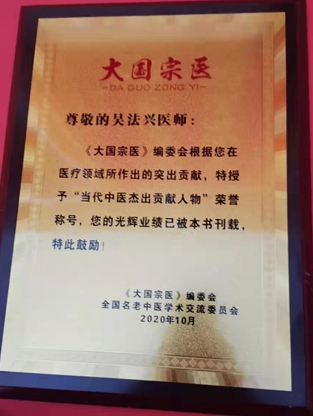 大国宗医
-DA GUO ZONG YI-
尊敬的吴法兴医师：
《大国宗医》编委会根据您在
医疗领域所作出的突出贡献，特授
予“当代中医杰出贡献人物”荣誉
称号，您的光辉业绩已被本书刊载，
特此鼓励！
《大国宗医》编委会
全国名老中医学术交流委员会
2020年10月